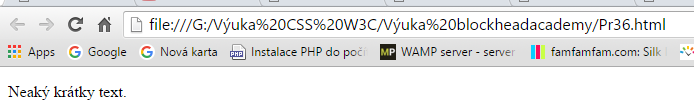 file:///G:/Výuka%20CSS%20W3C/Výuka%20blockheadacademy/Pr36.html
Apps Google Nová karta Instalace PHP do poč WAMP server - server famfamfam.com: Silk
Neaký krátky text.